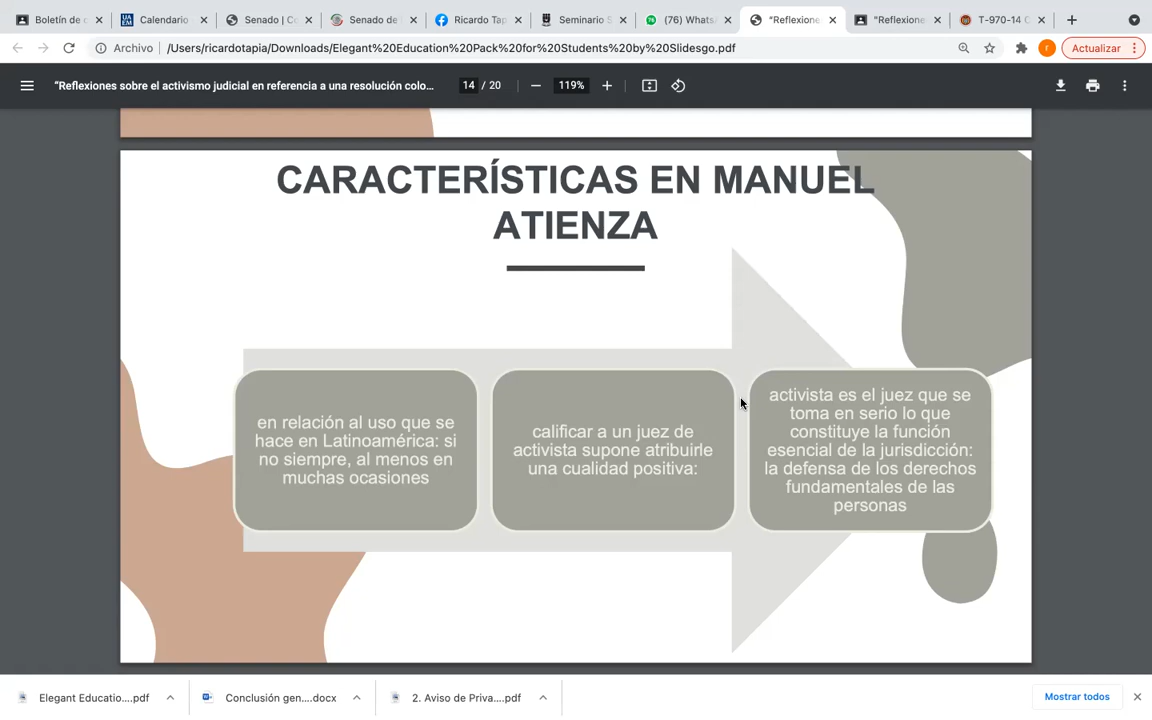 Boletín de c
Calendario
Senado | Co
Senado de
Ricardo Tap
Seminario S
(76) Whats
"Reflexione
"Reflexione
T-970-14 C
Archivo
/Users/ricardotapia/Downloads/Elegant%20Education%20Pack%20for%20Students%20by%20Slidesgo.pdf
r
Actualizar
"Reflexiones sobre el activismo judicial en referencia a una resolución colo...
14 / 20
119%
CARACTERÍSTICAS EN MANUEL
ATIENZA
en relación al uso que se
hace en Latinoamérica: si
no siempre, al menos en
muchas ocasiones
calificar a un juez de
activista supone atribuirle
una cualidad positiva:
activista es el juez que se
toma en serio lo que
constituye la función
esencial de la jurisdicción:
la defensa de los derechos
fundamentales de las
personas
Elegant Educatio....pdf
Conclusión gen....docx
2. Aviso de Priva....pdf
Mostrar todos